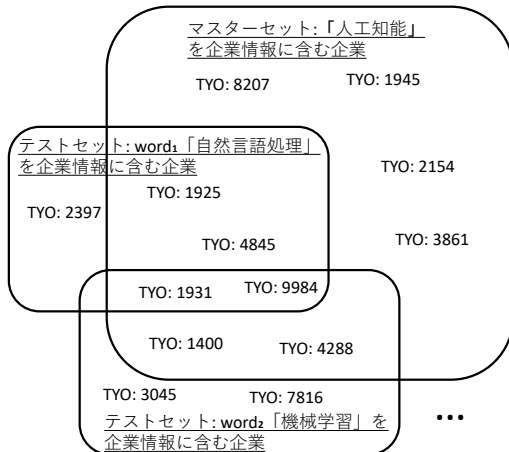 マスターセット:「人工知能」
を企業情報に含む企業
TYO: 8207
TYO: 1945
テストセット: word₁「自然言語処理」
を企業情報に含む企業
TYO: 2154
TYO: 1925
TYO: 2397
TYO: 4845
TYO: 3861
TYO: 1931
TYO: 9984
TYO: 1400
TYO: 4288
TYO: 3045
TYO: 7816
テストセット: word₂「機械学習」を
企業情報に含む企業
…